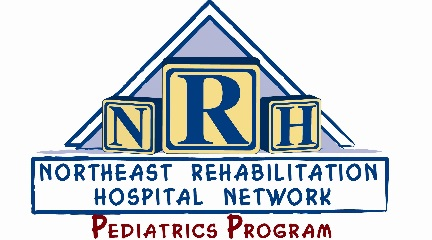 NRH
NORTHEAST REHABILITATION
HOSPITAL NETWORK
PEDIATRICS PROGRAM